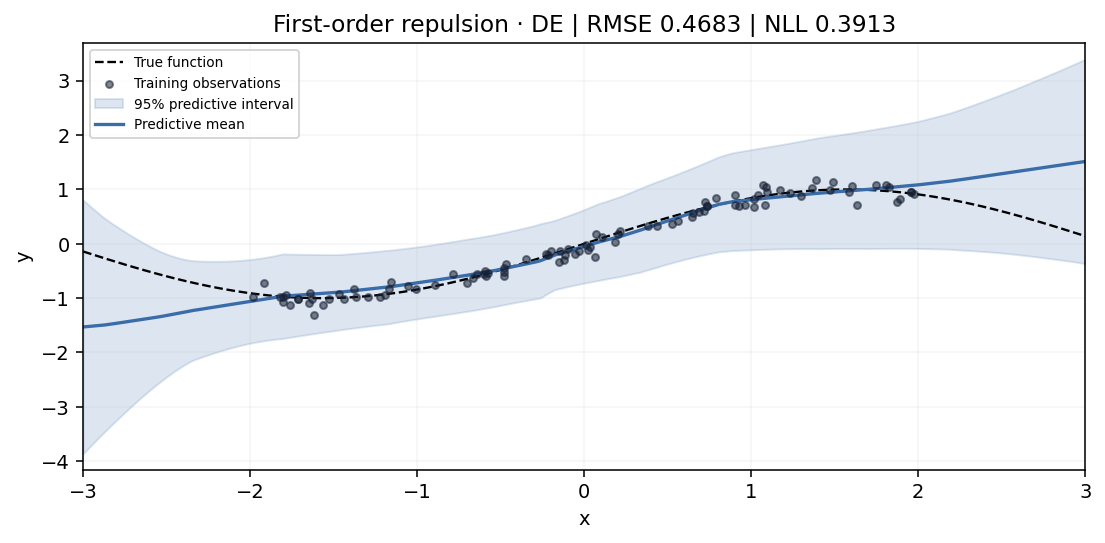 First-order repulsion · DE | RMSE 0.4683 | NLL 0.3913
True function
Training observations
95% predictive interval
Predictive mean
y
3
2
1
0
−1
−2
−3
−4
−3
−2
−1
0
1
2
3
x